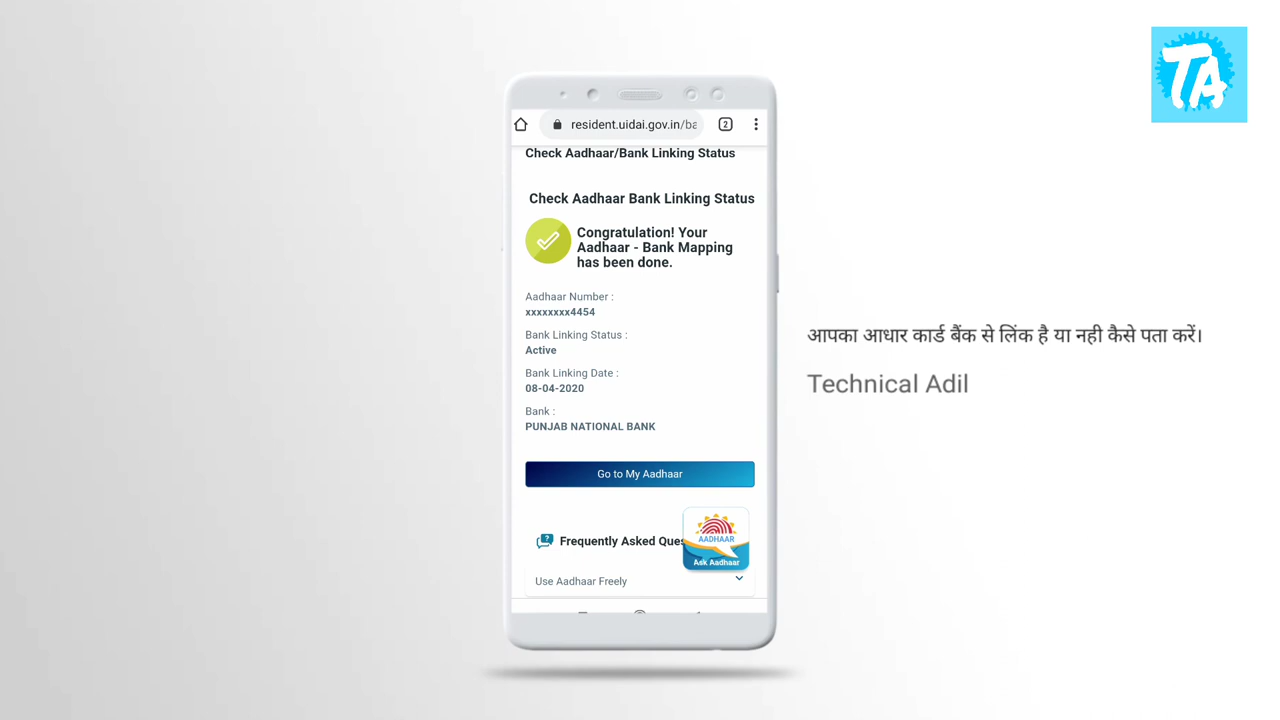 TA
resident.uidai.gov.in/ba
2
Check Aadhaar/Bank Linking Status
Check Aadhaar Bank Linking Status
Congratulation! Your
Aadhaar - Bank Mapping
has been done.
Aadhaar Number :
xxxxxxxx4454
Bank Linking Status :
Active
Bank Linking Date :
08-04-2020
Bank :
PUNJAB NATIONAL BANK
Go to My Aadhaar
Frequently Asked Ques
AADHAAR
Ask Aadhaar
Use Aadhaar Freely
आपका आधार कार्ड बैंक से लिंक है या नही कैसे पता करें।
Technical Adil